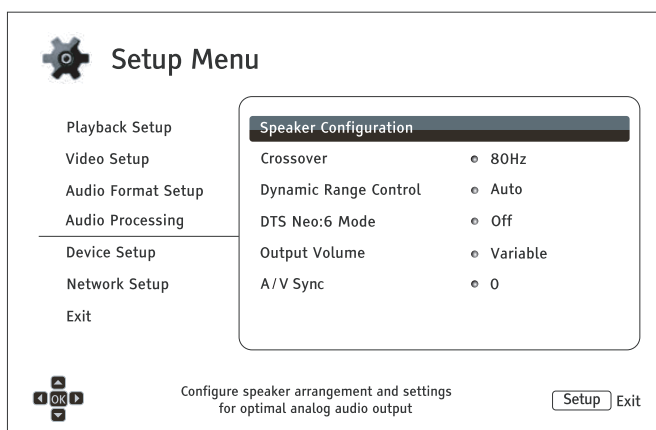 Setup Menu
Playback Setup
Video Setup
Audio Format Setup
Audio Processing
Device Setup
Network Setup
Exit
Speaker Configuration
Crossover 80Hz
Dynamic Range Control Auto
DTS Neo:6 Mode Off
Output Volume Variable
A/V Sync 0
OK
Configure speaker arrangement and settings
for optimal analog audio output
Setup Exit